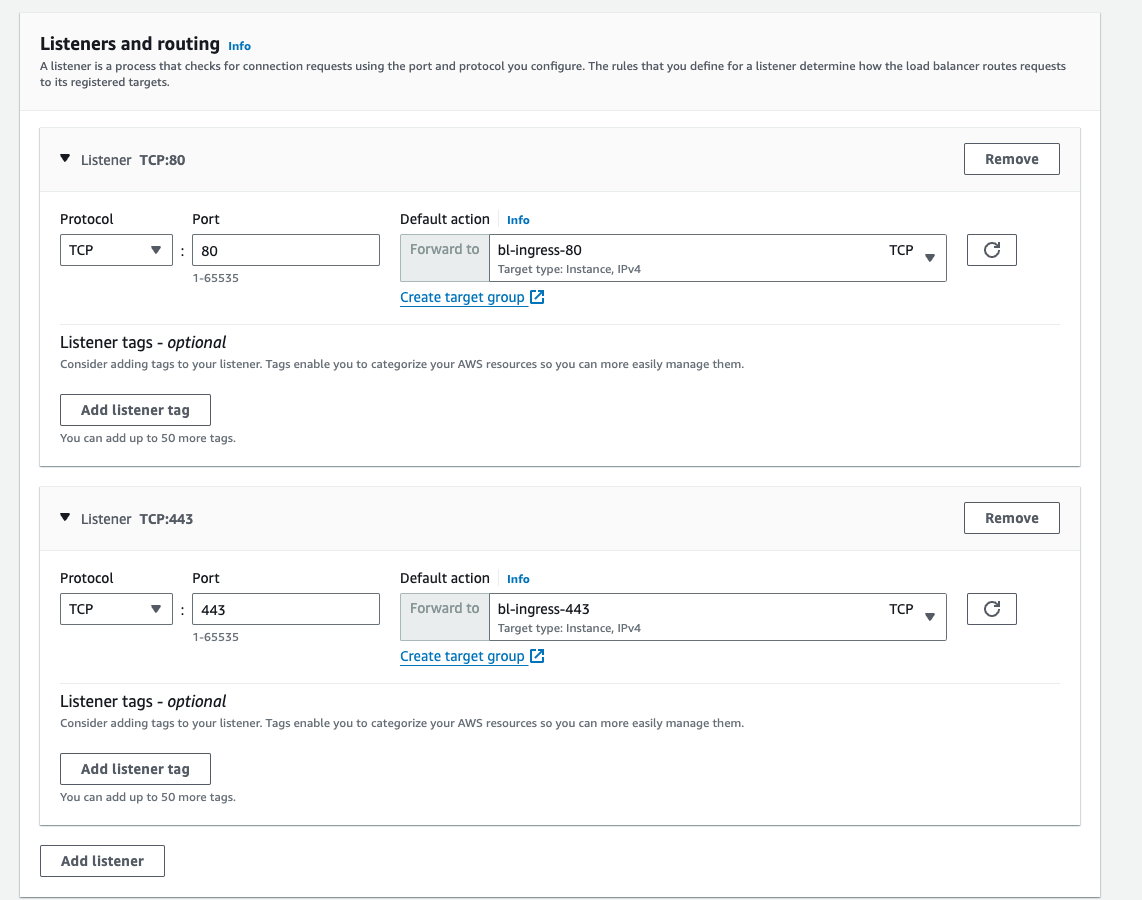 Listeners and routing Info
A listener is a process that checks for connection requests using the port and protocol you configure. The rules that you define for a listener determine how the load balancer routes requests
to its registered targets.
Listener TCP:80
Remove
Protocol Port Default action Info
TCP : 80 Forward to bl-ingress-80 TCP
Target type: Instance, IPv4
1-65535
Create target group
Listener tags - optional
Consider adding tags to your listener. Tags enable you to categorize your AWS resources so you can more easily manage them.
Add listener tag
You can add up to 50 more tags.
Listener TCP:443
Remove
Protocol Port Default action Info
TCP : 443 Forward to bl-ingress-443 TCP
Target type: Instance, IPv4
1-65535
Create target group
Listener tags - optional
Consider adding tags to your listener. Tags enable you to categorize your AWS resources so you can more easily manage them.
Add listener tag
You can add up to 50 more tags.
Add listener